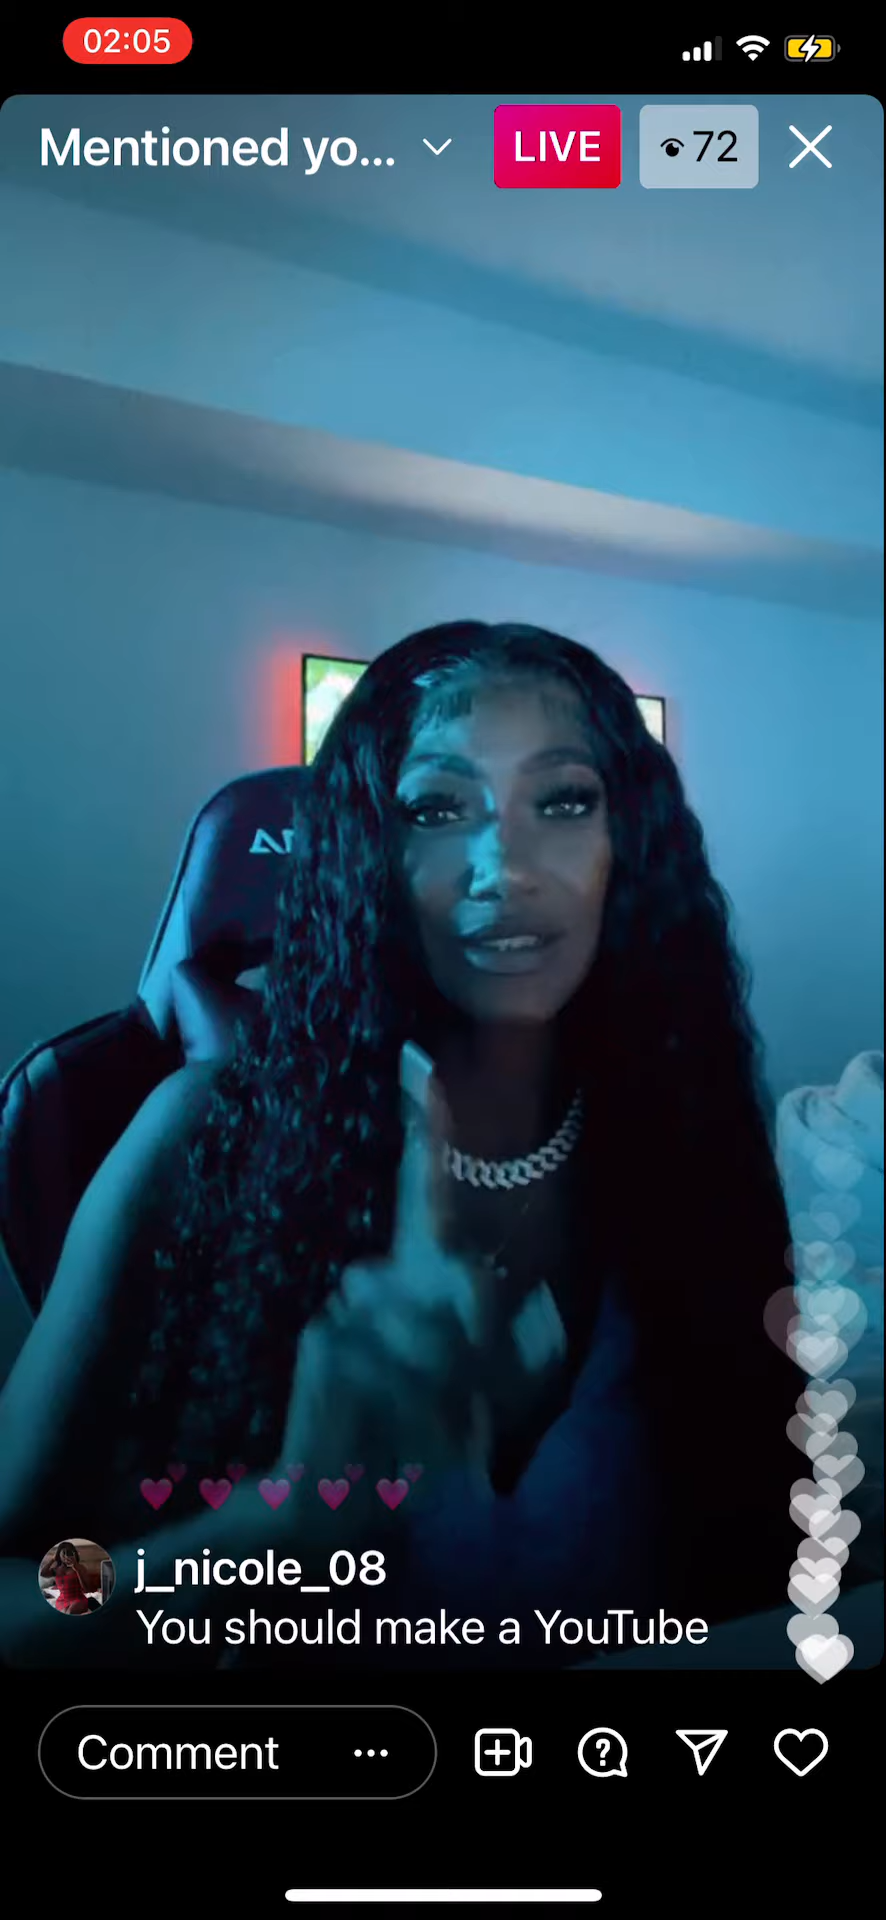 02:05
Mentioned yo...
LIVE
72
j_nicole_08
You should make a YouTube
Comment